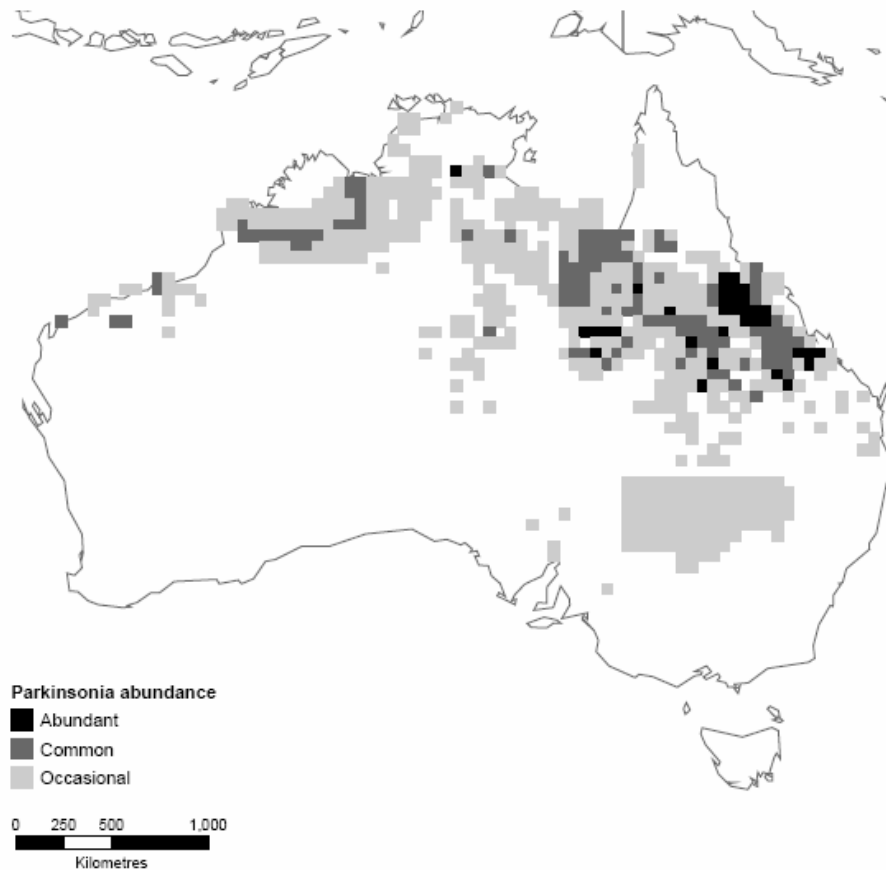 Parkinsonia abundance
Abundant
Common
Occasional
0 250 500 1,000
Kilometres